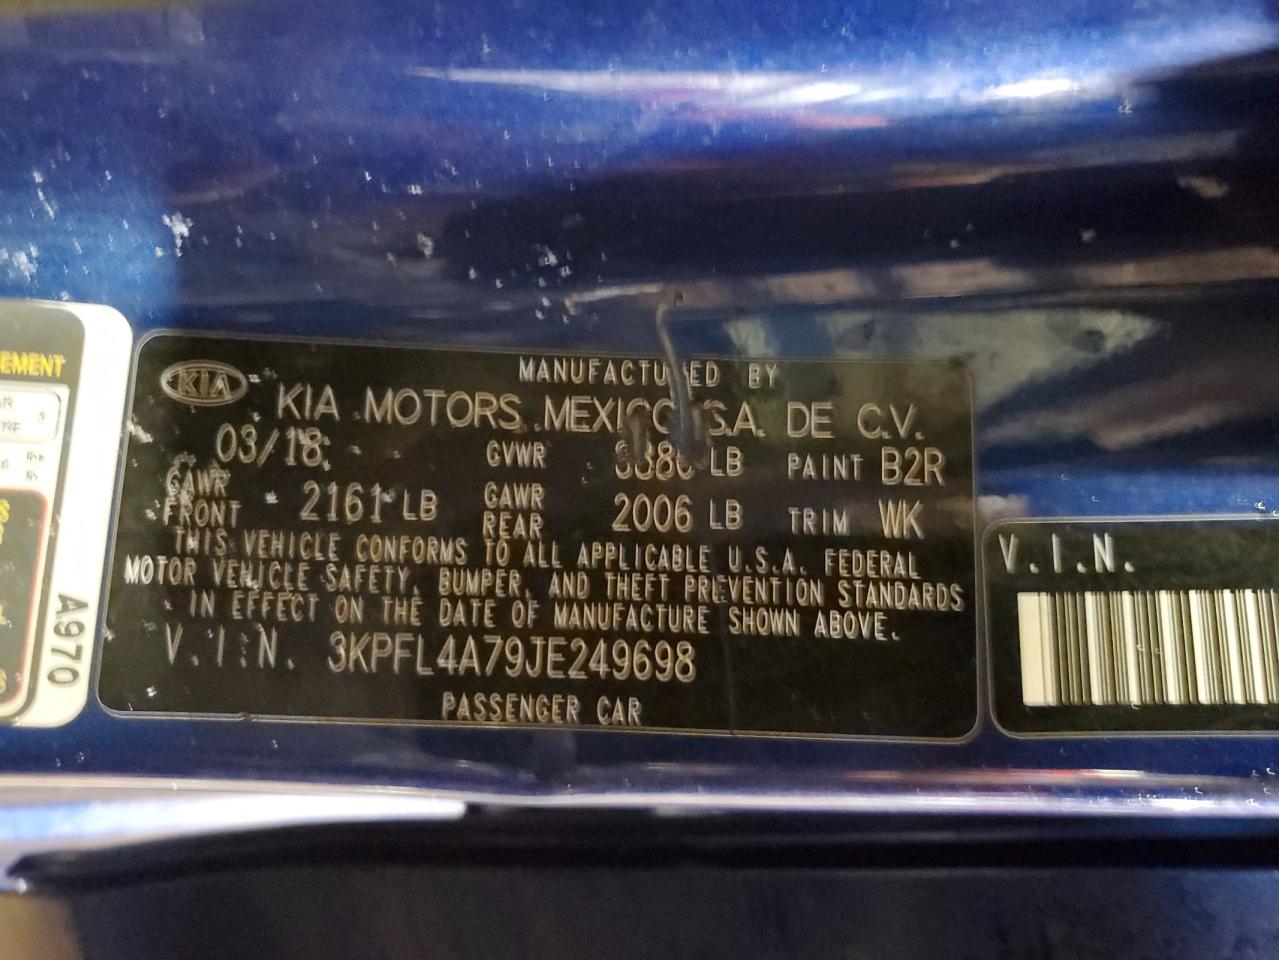 EMENT
A970
KIA
MANUFACTURED BY
KIA MOTORS MEXICO S.A. DE C.V.
03/18 GVWR LB PAINT B2R
GAWR FRONT 2161 LB GAWR REAR 2006 LB TRIM WK
THIS VEHICLE CONFORMS TO ALL APPLICABLE U.S.A. FEDERAL
MOTOR VEHICLE SAFETY, BUMPER, AND THEFT PREVENTION STANDARDS
IN EFFECT ON THE DATE OF MANUFACTURE SHOWN ABOVE.
V.I.N. 3KPFL4A79JE249698
PASSENGER CAR
V.I.N.